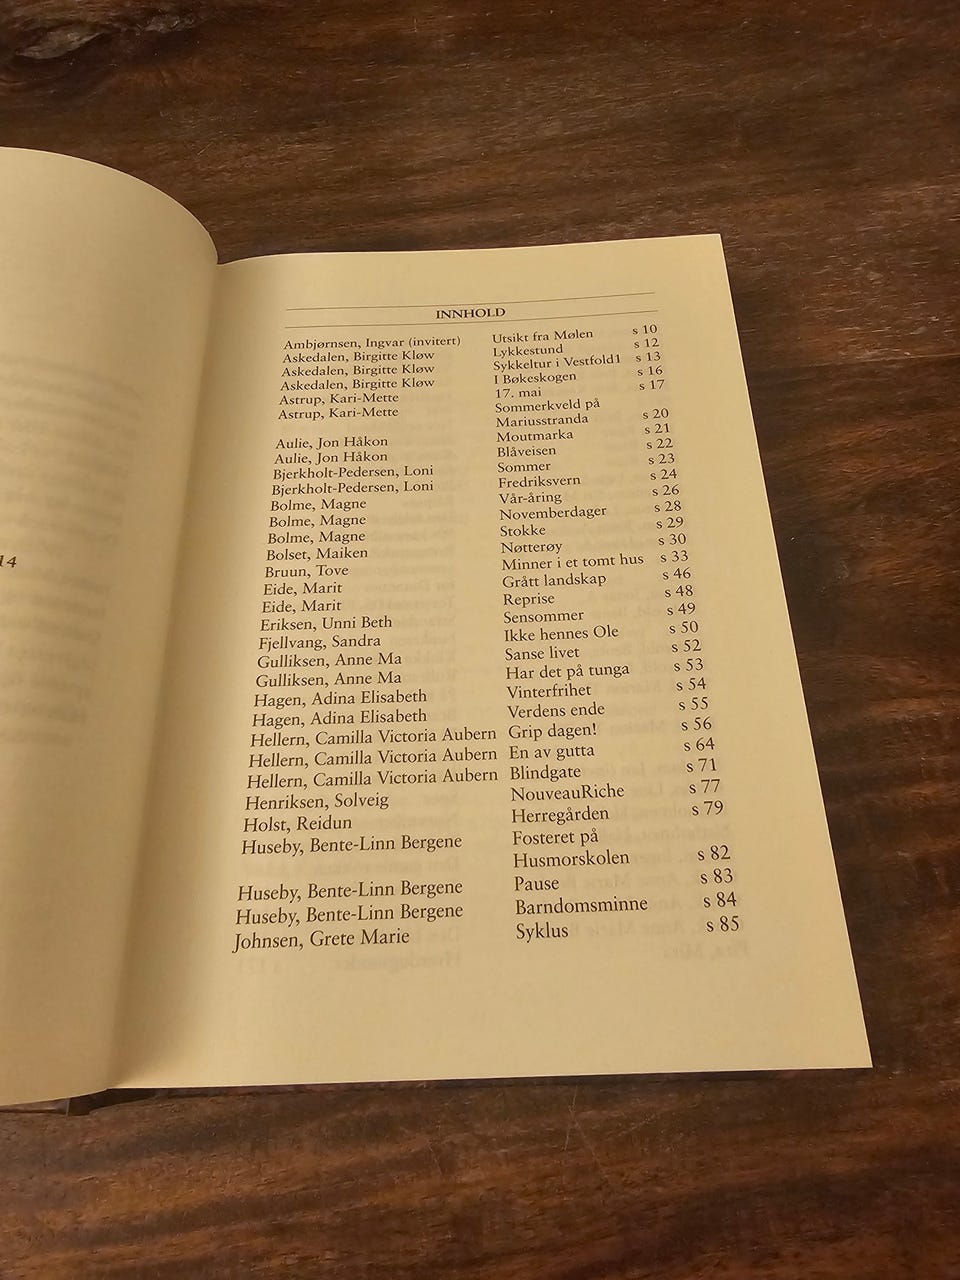 14
INNHOLD
Ambjørnsen, Ingvar (invitert) Utsikt fra Mølen s 10
Askedalen, Birgitte Kløw Lykkestund s 12
Askedalen, Birgitte Kløw Sykkeltur i Vestfold1 s 13
Askedalen, Birgitte Kløw I Bøkeskogen s 16
Astrup, Kari-Mette 17. mai s 17
Astrup, Kari-Mette Sommerkveld på
Mariusstranda s 20
Aulie, Jon Håkon Moutmarka s 21
Aulie, Jon Håkon Blåveisen s 22
Bjerkholt-Pedersen, Loni Sommer s 23
Bjerkholt-Pedersen, Loni Fredriksvern s 24
Bolme, Magne Vår-åring s 26
Bolme, Magne Novemberdager s 28
Bolme, Magne Stokke s 29
Bolset, Maiken Nøtterøy s 30
Bruun, Tove Minner i et tomt hus s 33
Eide, Marit Grått landskap s 46
Eide, Marit Reprise s 48
Eriksen, Unni Beth Sensommer s 49
Fjellvang, Sandra Ikke hennes Ole s 50
Gulliksen, Anne Ma Sanse livet s 52
Gulliksen, Anne Ma Har det på tunga s 53
Hagen, Adina Elisabeth Vinterfrihet s 54
Hagen, Adina Elisabeth Verdens ende s 55
Hellern, Camilla Victoria Aubern Grip dagen! s 56
Hellern, Camilla Victoria Aubern En av gutta s 64
Hellern, Camilla Victoria Aubern Blindgate s 71
Henriksen, Solveig NouveauRiche s 77
Holst, Reidun Herregården s 79
Huseby, Bente-Linn Bergene Fosteret på
Husmorskolen s 82
Huseby, Bente-Linn Bergene Pause s 83
Huseby, Bente-Linn Bergene Barndomsminne s 84
Johnsen, Grete Marie Syklus s 85